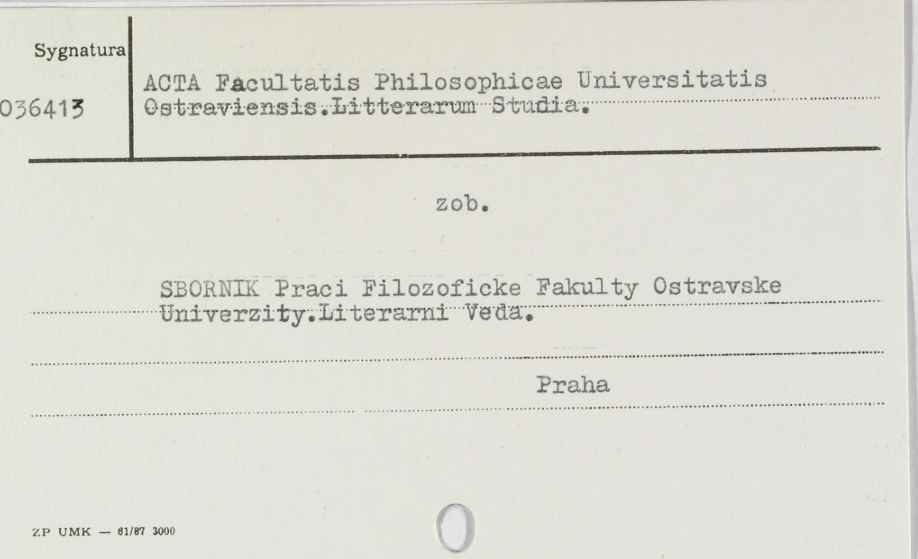 Sygnatura
036413
ACTA Facultatis Philosophicae Universitatis
Ostraviensis.Litterarum Studia.
zob.
SBORNIK Praci Filozoficke Fakulty Ostravske
Univerzity.Literarni Veda.
Praha
ZP UMK — 61/87 3000